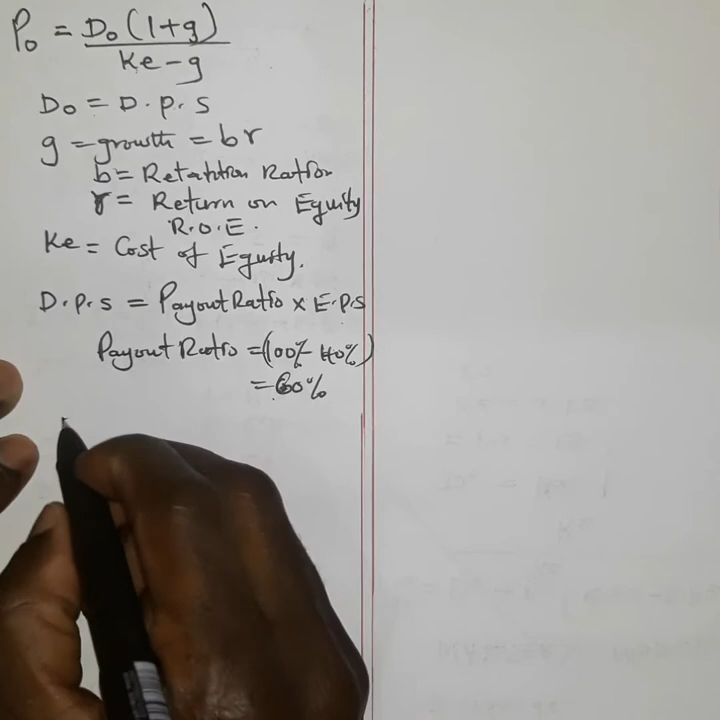 P₀ = D₀(1+g)
Ke-g
D₀ = D.P.S
g = growth = br
b = Retention Ratio
r = Return on Equity
R.O.E.
Ke = Cost of Equity.
D.P.S = Payout Ratio x E.P.S
Payout Ratio = (100% - 40%)
= 60%